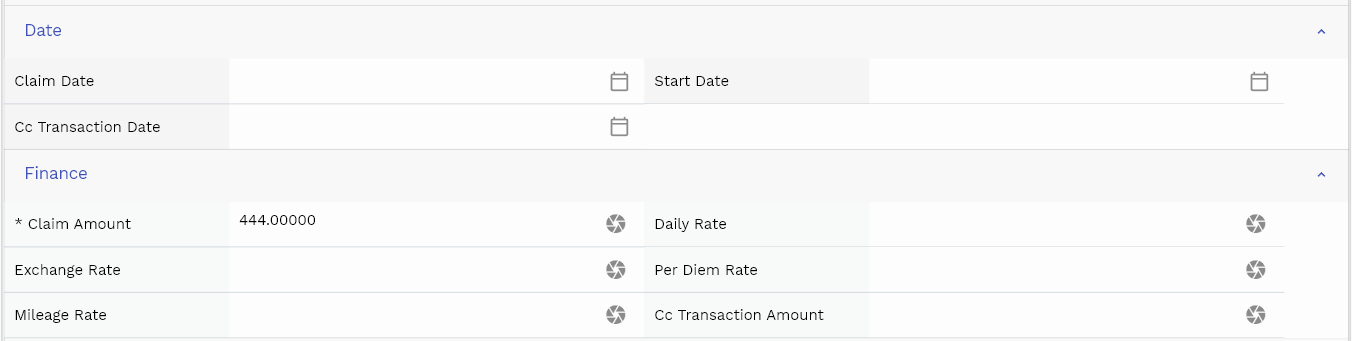 Date
Claim Date Start Date
Cc Transaction Date
Finance
* Claim Amount 444.00000 Daily Rate
Exchange Rate Per Diem Rate
Mileage Rate Cc Transaction Amount